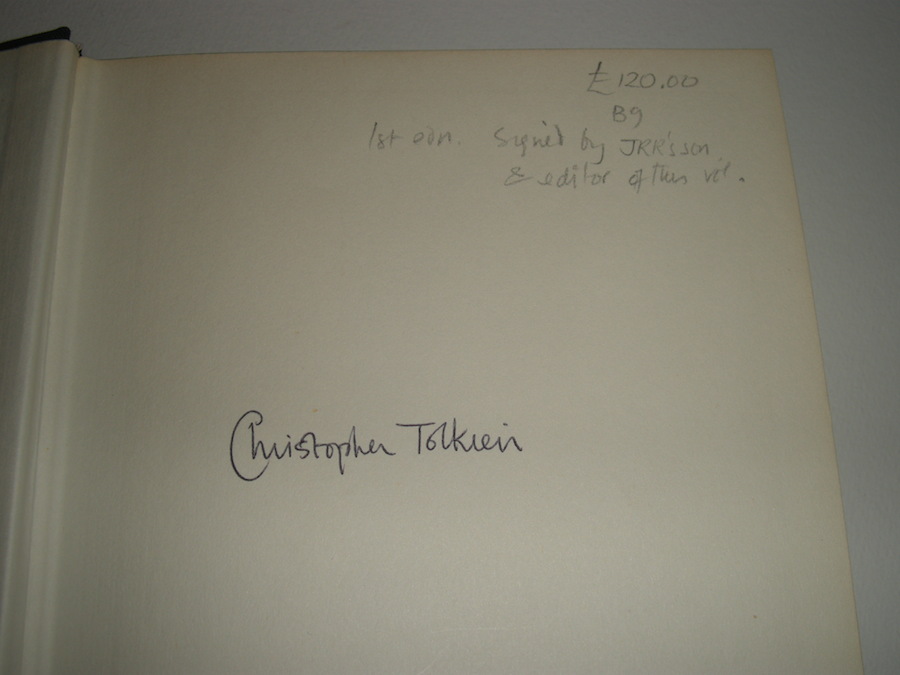 £120.00
B9
1st edn. Signed by JRR's son
& editor of this vol.
Christopher Tolkien